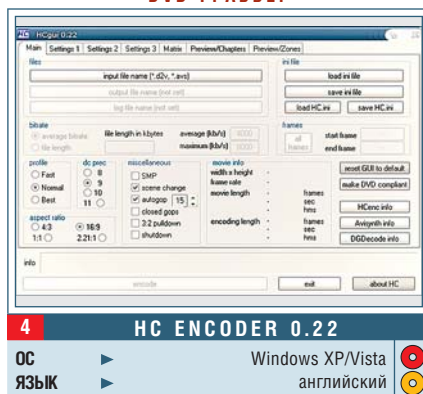 HCgui 0.22
Main Settings 1 Settings 2 Settings 3 Matrix Preview/Chapters Preview/Zones
files
ini file
input file name (*.d2v, *.avs)
load ini file
output file name (not set)
save ini file
log file name (not set)
load HC.ini save HC.ini
bitrate
frames
average bitrate file length in kbytes average (kb/s) all frames start frame
file length maximum (kb/s) end frame
profile dc prec miscellaneous movie info
Fast 8 SMP width x height - reset GUI to default
Normal 9 scene change frame rate - make DVD compliant
Best 10 autogop 15 movie length - frames
11 closed gops - sec HCenc info
aspect ratio 3:2 pulldown - hms
4:3 16:9 shutdown encoding length - frames Avisynth info
1:1 2.21:1 - sec
- hms DGDecode info
info
encode exit about HC
4 HC ENCODER 0.22
ОС Windows XP/Vista
ЯЗЫК английский